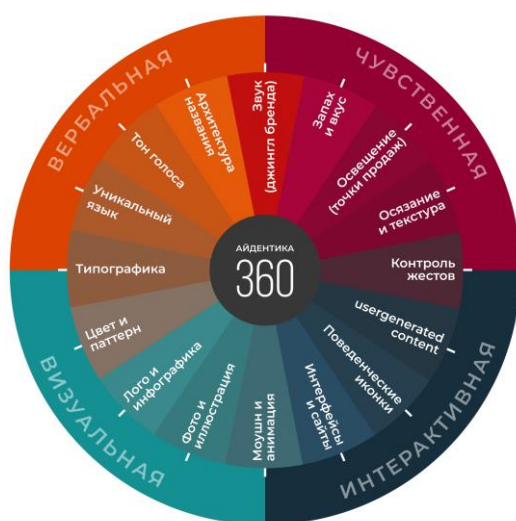 ВЕРБАЛЬНАЯ
ЧУВСТВЕННАЯ
ИНТЕРАКТИВНАЯ
ВИЗУАЛЬНАЯ
АЙДЕНТИКА
360
Звук
(джингл бренда)
Запах
и вкус
Освещение
(точки продаж)
Осязание
и текстура
Контроль
жестов
usergenerated
content
Поведенческие
иконки
Интерфейсы
и сайты
Моушн и
анимация
Фото и
иллюстрация
Лого и
инфографика
Цвет и
паттерн
Типографика
Уникальный
язык
Тон голоса
Архитектура
названия